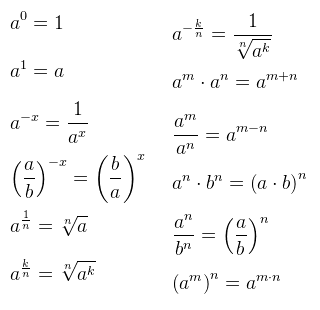 a^0 = 1
a^1 = a
a^{-x} = \frac{1}{a^x}
\left(\frac{a}{b}\right)^{-x} = \left(\frac{b}{a}\right)^x
a^{\frac{1}{n}} = \sqrt[n]{a}
a^{\frac{k}{n}} = \sqrt[n]{a^k}
a^{-\frac{k}{n}} = \frac{1}{\sqrt[n]{a^k}}
a^m \cdot a^n = a^{m+n}
\frac{a^m}{a^n} = a^{m-n}
a^n \cdot b^n = (a \cdot b)^n
\frac{a^n}{b^n} = \left(\frac{a}{b}\right)^n
(a^m)^n = a^{m \cdot n}